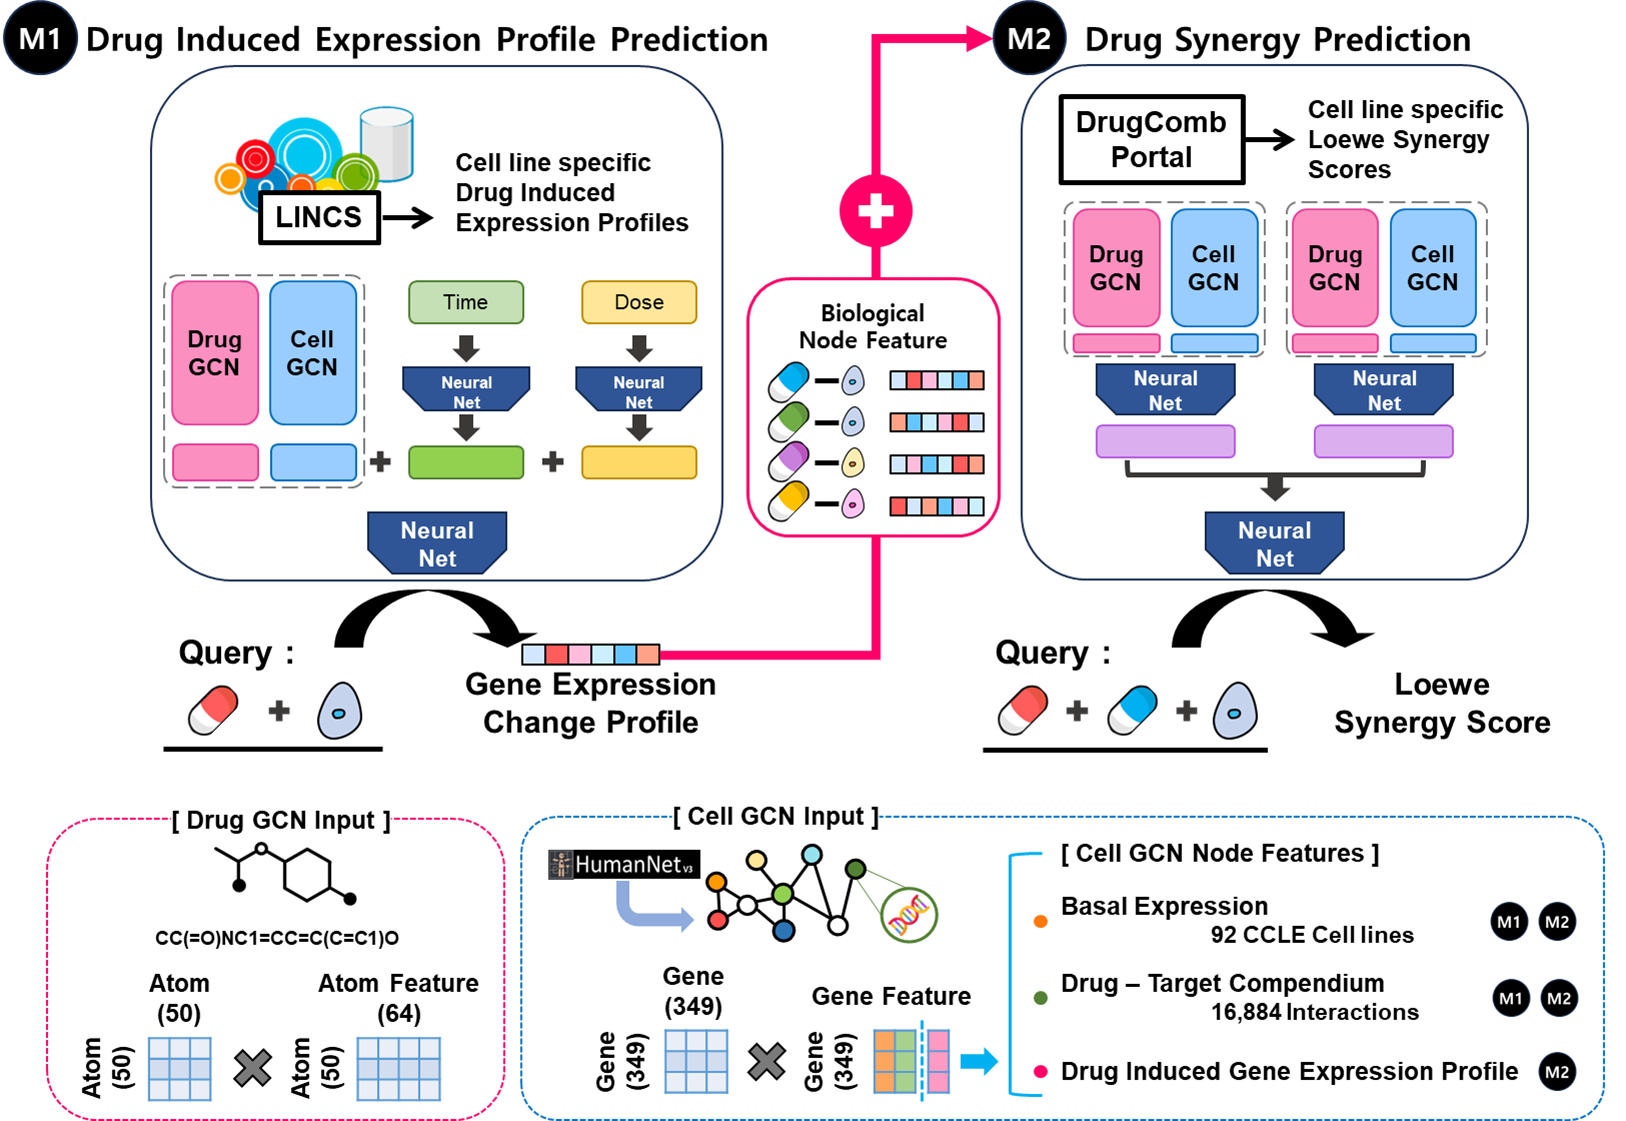 M1 Drug Induced Expression Profile Prediction
LINCS
Cell line specific
Drug Induced
Expression Profiles
Drug
GCN
Cell
GCN
Time
Dose
Neural
Net
Neural
Net
Neural
Net
Query :
Gene Expression
Change Profile
Biological
Node Feature
M2 Drug Synergy Prediction
DrugComb
Portal
Cell line specific
Loewe Synergy
Scores
Drug
GCN
Cell
GCN
Drug
GCN
Cell
GCN
Neural
Net
Neural
Net
Neural
Net
Query :
Loewe
Synergy Score
[ Drug GCN Input ]
CC(=O)NC1=CC=C(C=C1)O
Atom
(50)
Atom Feature
(64)
Atom
(50)
Atom
(50)
[ Cell GCN Input ]
HumanNet v3
Gene
(349)
Gene Feature
Gene
(349)
Gene
(349)
[ Cell GCN Node Features ]
Basal Expression
92 CCLE Cell lines
M1 M2
Drug – Target Compendium
16,884 Interactions
M1 M2
Drug Induced Gene Expression Profile M2